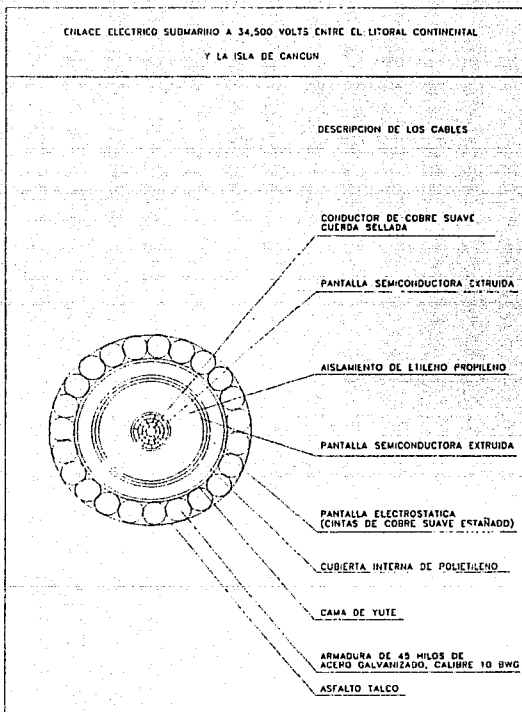 ENLACE ELECTRICO SUBMARINO A 34,500 VOLTS ENTRE EL LITORAL CONTINENTAL
Y LA ISLA DE CANCUN
DESCRIPCION DE LOS CABLES
CONDUCTOR DE COBRE SUAVE
CUERDA SELLADA
PANTALLA SEMICONDUCTORA EXTRUIDA
AISLAMIENTO DE ETILENO PROPILENO
PANTALLA SEMICONDUCTORA EXTRUIDA
PANTALLA ELECTROSTATICA
(CINTAS DE COBRE SUAVE ESTAÑADO)
CUBIERTA INTERNA DE POLIETILENO
CAMA DE YUTE
ARMADURA DE 45 HILOS DE
ACERO GALVANIZADO, CALIBRE 10 BWG
ASFALTO TALCO